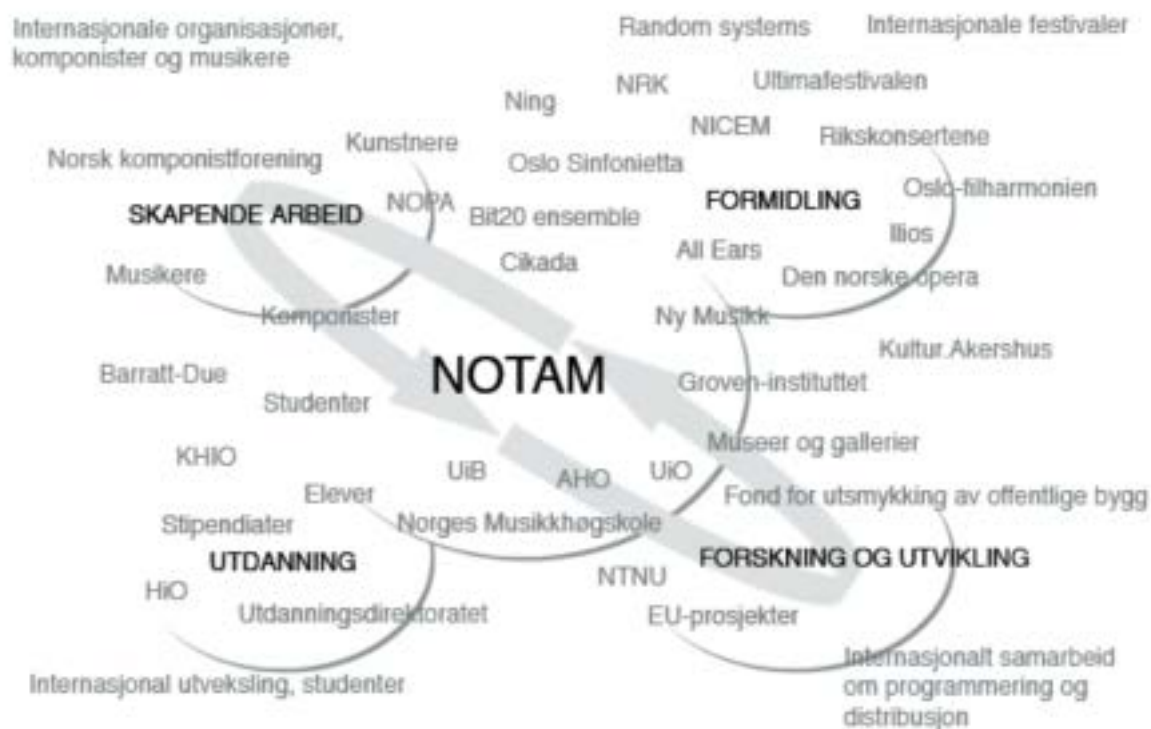 Random systems
Internasjonale festivaler
Internasjonale organisasjoner,
komponister og musikere
NRK
Ultimafestivalen
Ning
NICEM
Rikskonsertene
Kunstnere
Norsk komponistforening
Oslo Sinfonietta
Oslo-filharmonien
NOPA
FORMIDLING
SKAPENDE ARBEID
Bit20 ensemble
Ilios
All Ears
Cikada
Musikere
Den norske opera
Komponister
Ny Musikk
Kultur.Akershus
NOTAM
Barratt-Due
Groven-instituttet
Studenter
Museer og gallerier
KHIO
UiB
AHO
UiO
Elever
Fond for utsmykking av offentlige bygg
Stipendiater
Norges Musikkhøgskole
UTDANNING
FORSKNING OG UTVIKLING
NTNU
HiO
Utdanningsdirektoratet
EU-prosjekter
Internasjonal utveksling, studenter
Internasjonalt samarbeid
om programmering og
distribusjon